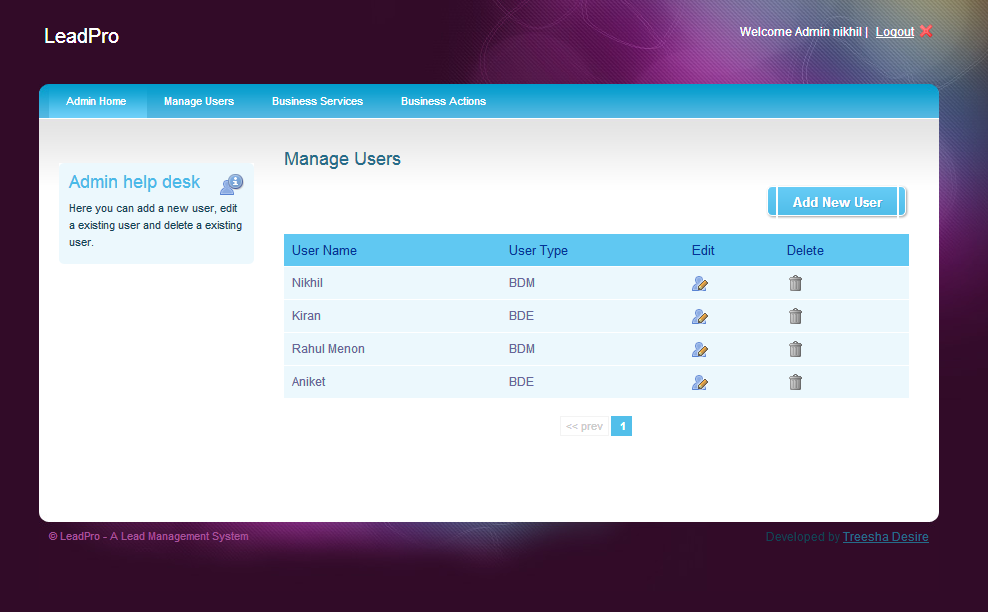 LeadPro
Welcome Admin nikhil | Logout
Admin Home Manage Users Business Services Business Actions
Manage Users
Admin help desk
Here you can add a new user, edit
a existing user and delete a existing
user.
Add New User
User Name User Type Edit Delete
Nikhil BDM
Kiran BDE
Rahul Menon BDM
Aniket BDE
<< prev 1
© LeadPro - A Lead Management System
Developed by Treesha Desire